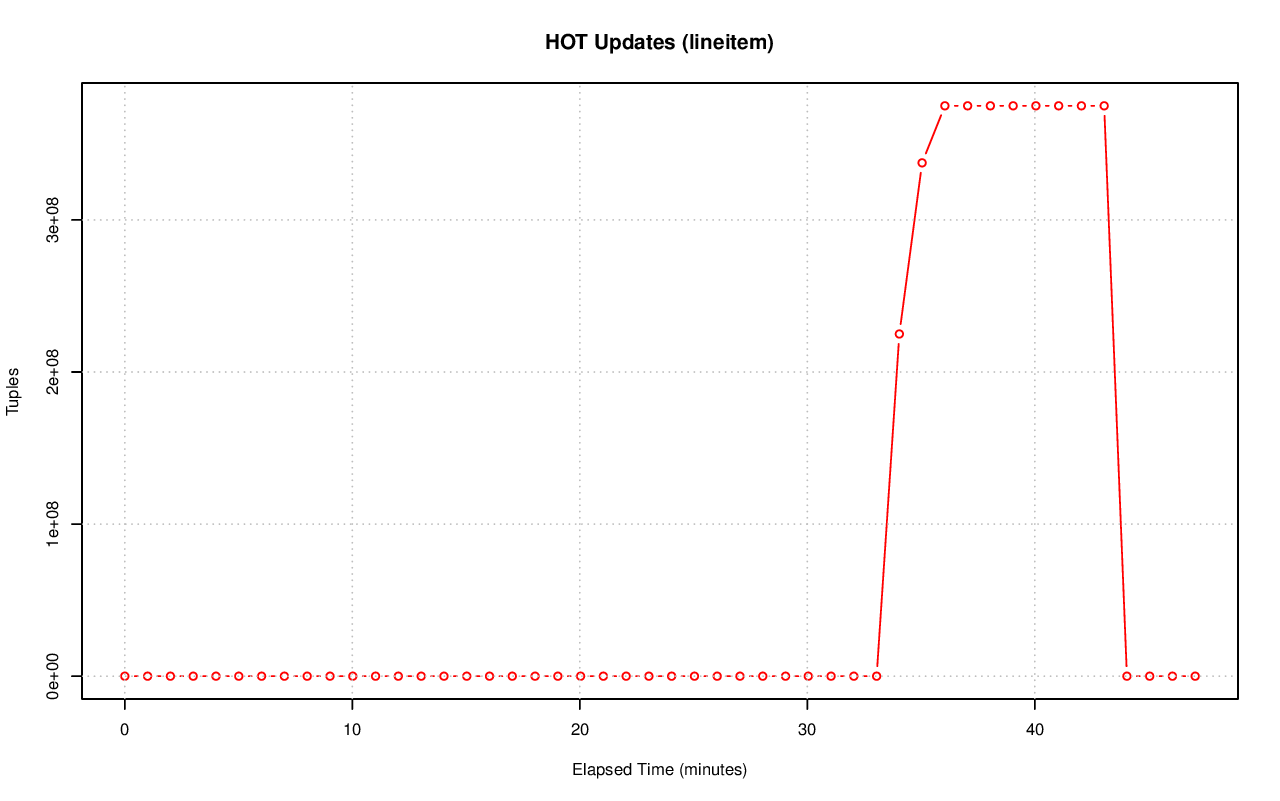 HOT Updates (lineitem)
Tuples
3e+08
2e+08
1e+08
0e+00
0 10 20 30 40
Elapsed Time (minutes)